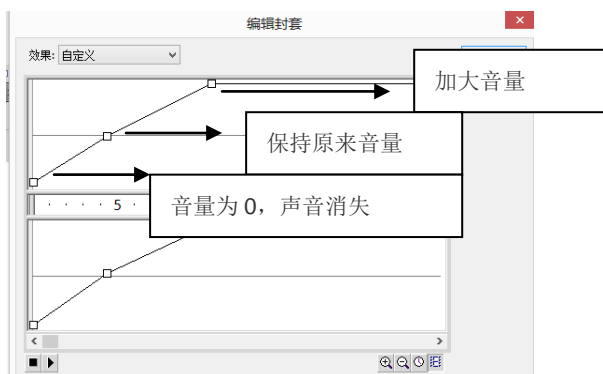 编辑封套
效果: 自定义
加大音量
保持原来音量
5
音量为 0，声音消失